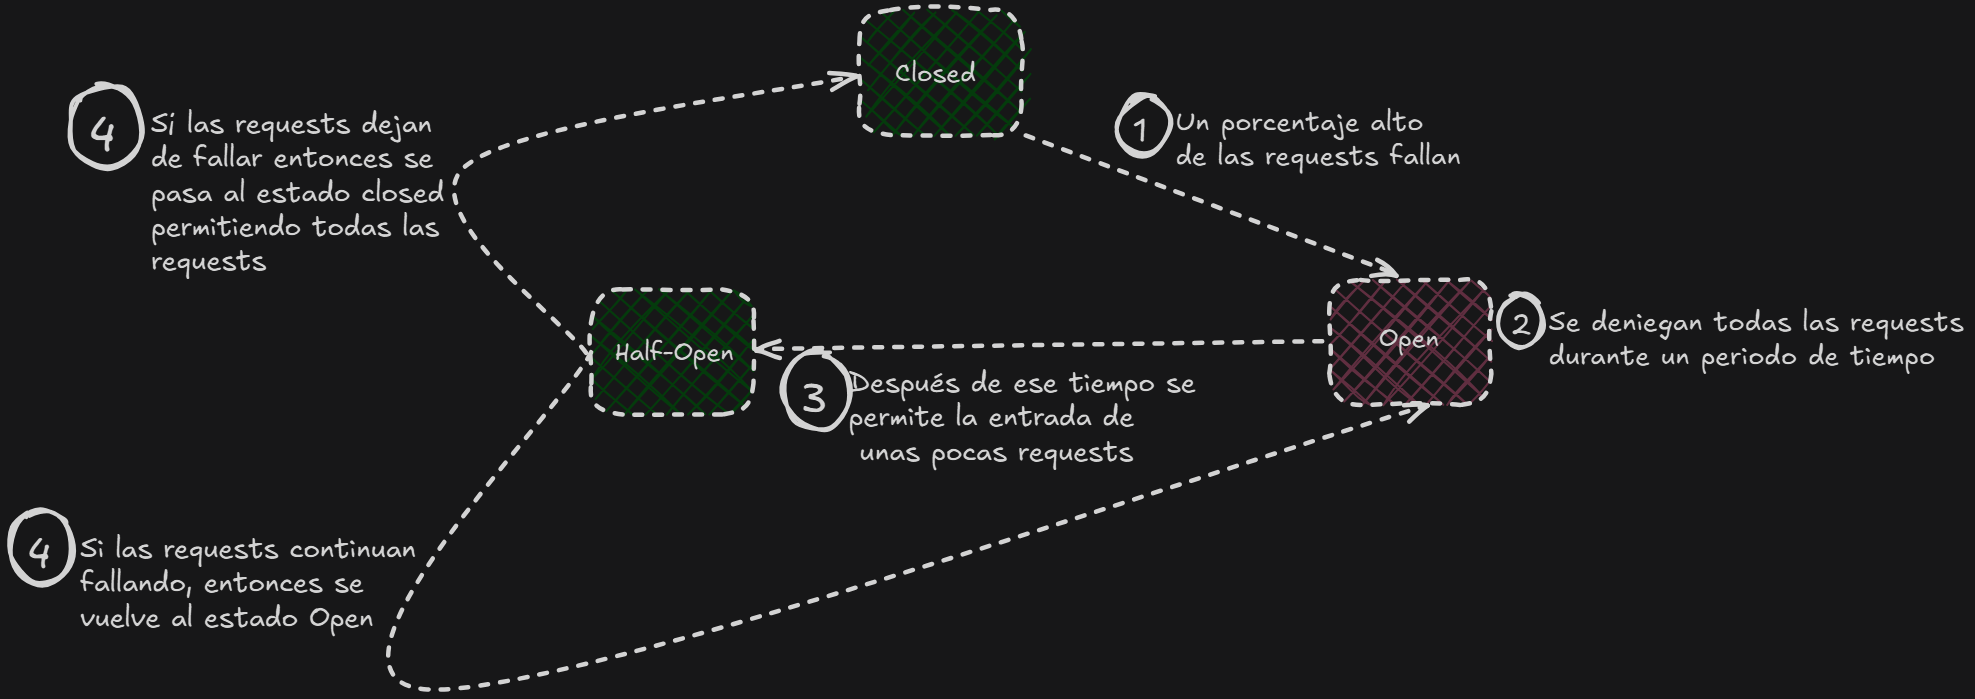 Closed
1
Un porcentaje alto
de las requests fallan
4
Si las requests dejan
de fallar entonces se
pasa al estado closed
permitiendo todas las
requests
Half-Open
Open
2
Se deniegan todas las requests
durante un periodo de tiempo
3
Después de ese tiempo se
permite la entrada de
unas pocas requests
4
Si las requests continuan
fallando, entonces se
vuelve al estado Open